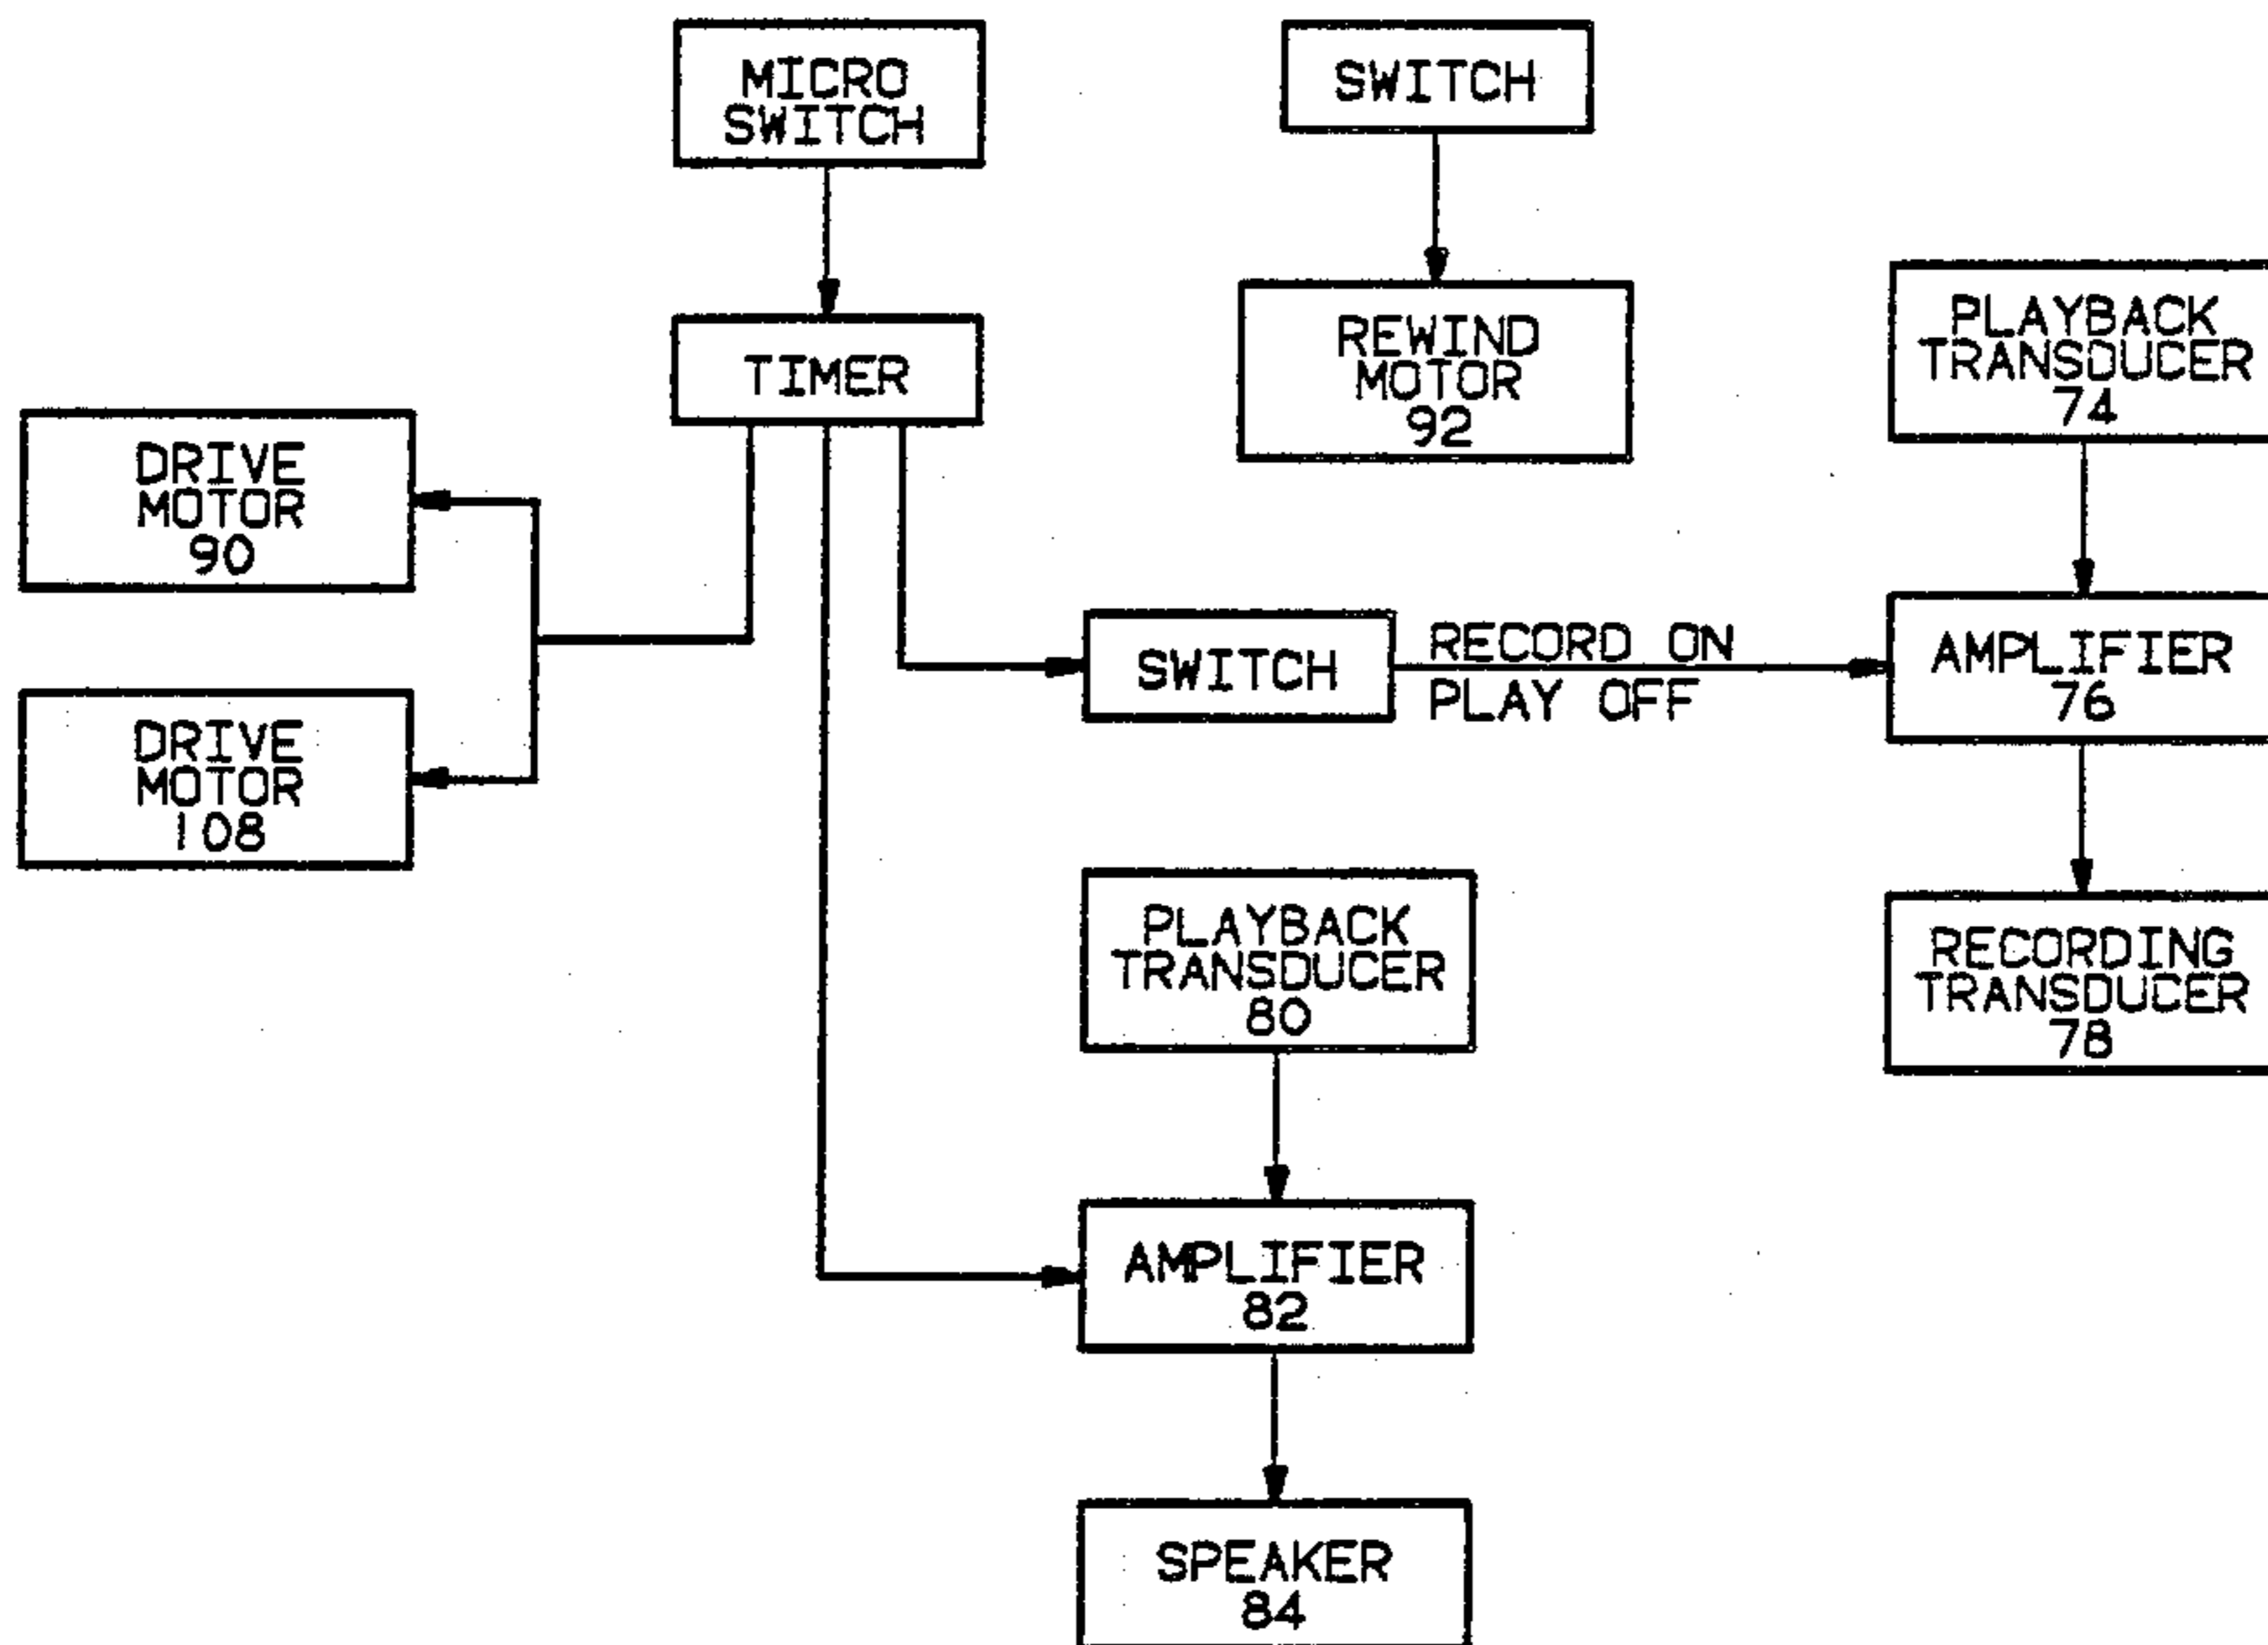 MICRO
SWITCH
SWITCH
TIMER
REWIND
MOTOR
92
PLAYBACK
TRANSDUCER
74
DRIVE
MOTOR
90
SWITCH
RECORD ON
PLAY OFF
AMPLIFIER
76
DRIVE
MOTOR
108
PLAYBACK
TRANSDUCER
80
RECORDING
TRANSDUCER
78
AMPLIFIER
82
SPEAKER
84